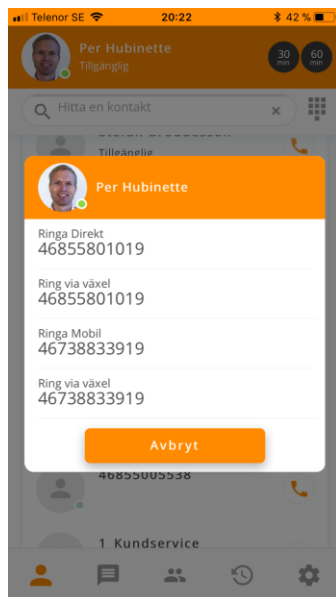 Telenor SE
20:22
42 %
Per Hubinette
Tillgänglig
30
min
60
min
Hitta en kontakt
Tillgänglig
Per Hubinette
Ringa Direkt
46855801019
Ring via växel
46855801019
Ringa Mobil
46738833919
Ring via växel
46738833919
Avbryt
46855005538
1 Kundservice